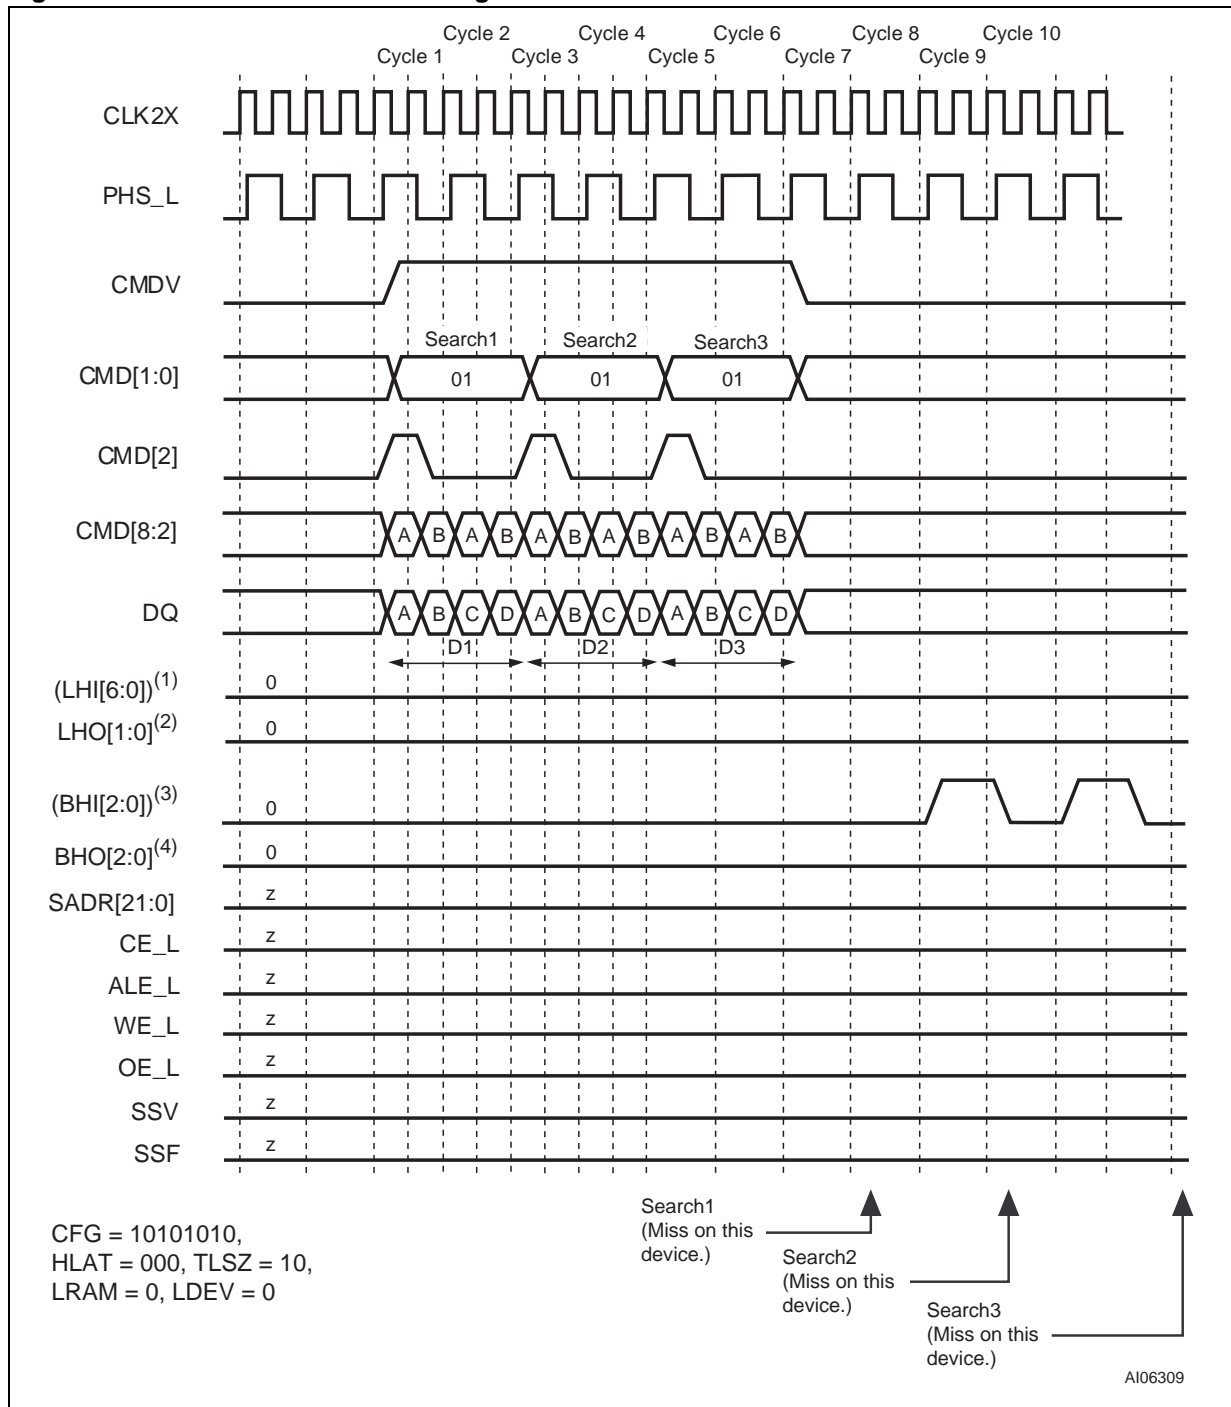 Cycle 2 Cycle 4 Cycle 6 Cycle 8 Cycle 10
Cycle 1 Cycle 3 Cycle 5 Cycle 7 Cycle 9
CLK2X
PHS_L
CMDV
Search1 Search2 Search3
CMD[1:0] 01 01 01
CMD[2]
CMD[8:2] A B A B A B A B A B A B
DQ A B C D A B C D A B C D
D1 D2 D3
(LHI[6:0])(1) 0
LHO[1:0](2) 0
(BHI[2:0])(3) 0
BHO[2:0](4) 0
SADR[21:0] z
CE_L z
ALE_L z
WE_L z
OE_L z
SSV z
SSF z
Search1
(Miss on this
device.)
Search2
(Miss on this
device.)
Search3
(Miss on this
device.)
CFG = 10101010,
HLAT = 000, TLSZ = 10,
LRAM = 0, LDEV = 0
AI06309